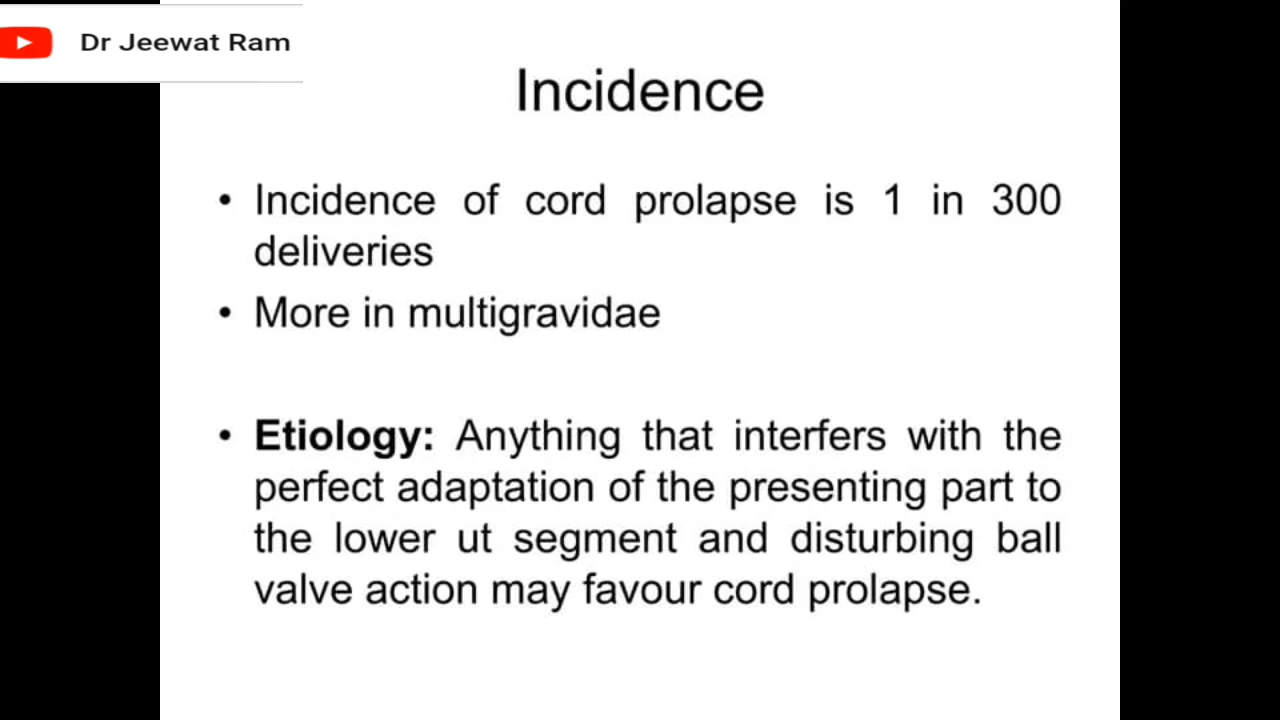 Dr Jeewat Ram
Incidence
• Incidence of cord prolapse is 1 in 300
deliveries
• More in multigravidae
• Etiology: Anything that interfers with the
perfect adaptation of the presenting part to
the lower ut segment and disturbing ball
valve action may favour cord prolapse.